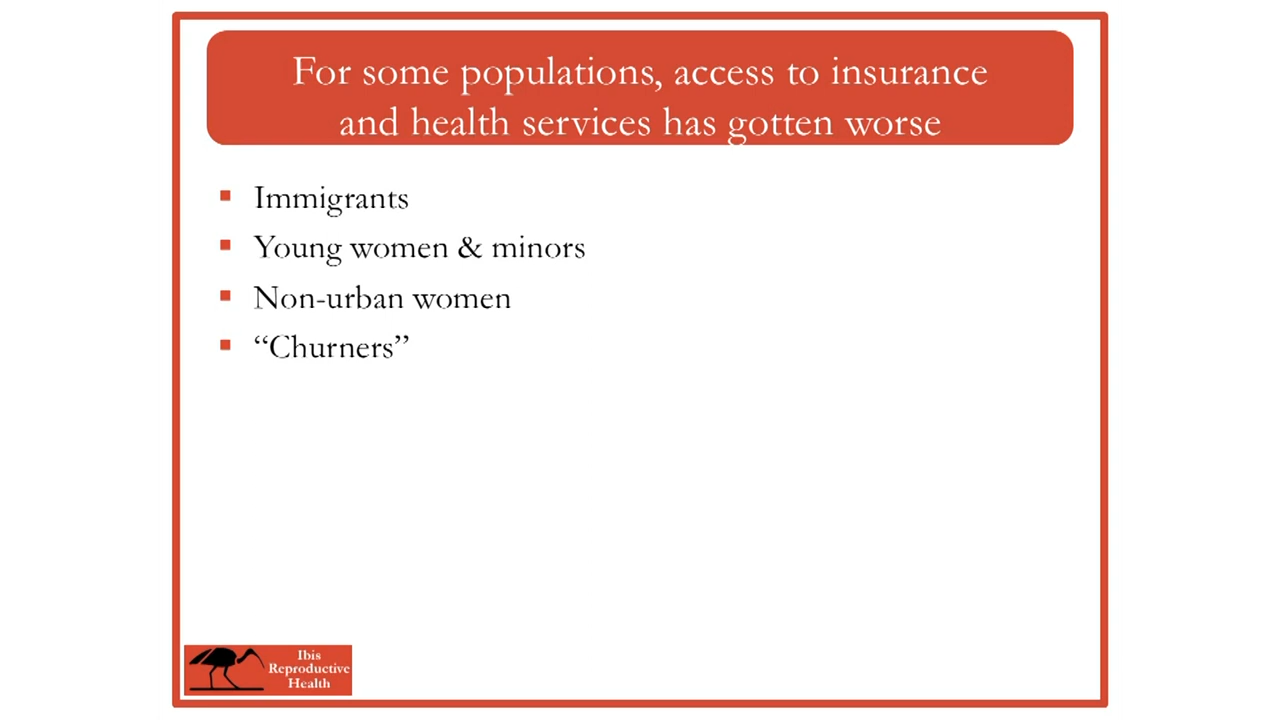 For some populations, access to insurance
and health services has gotten worse
Immigrants
Young women & minors
Non-urban women
“Churners”
Ibis
Reproductive
Health